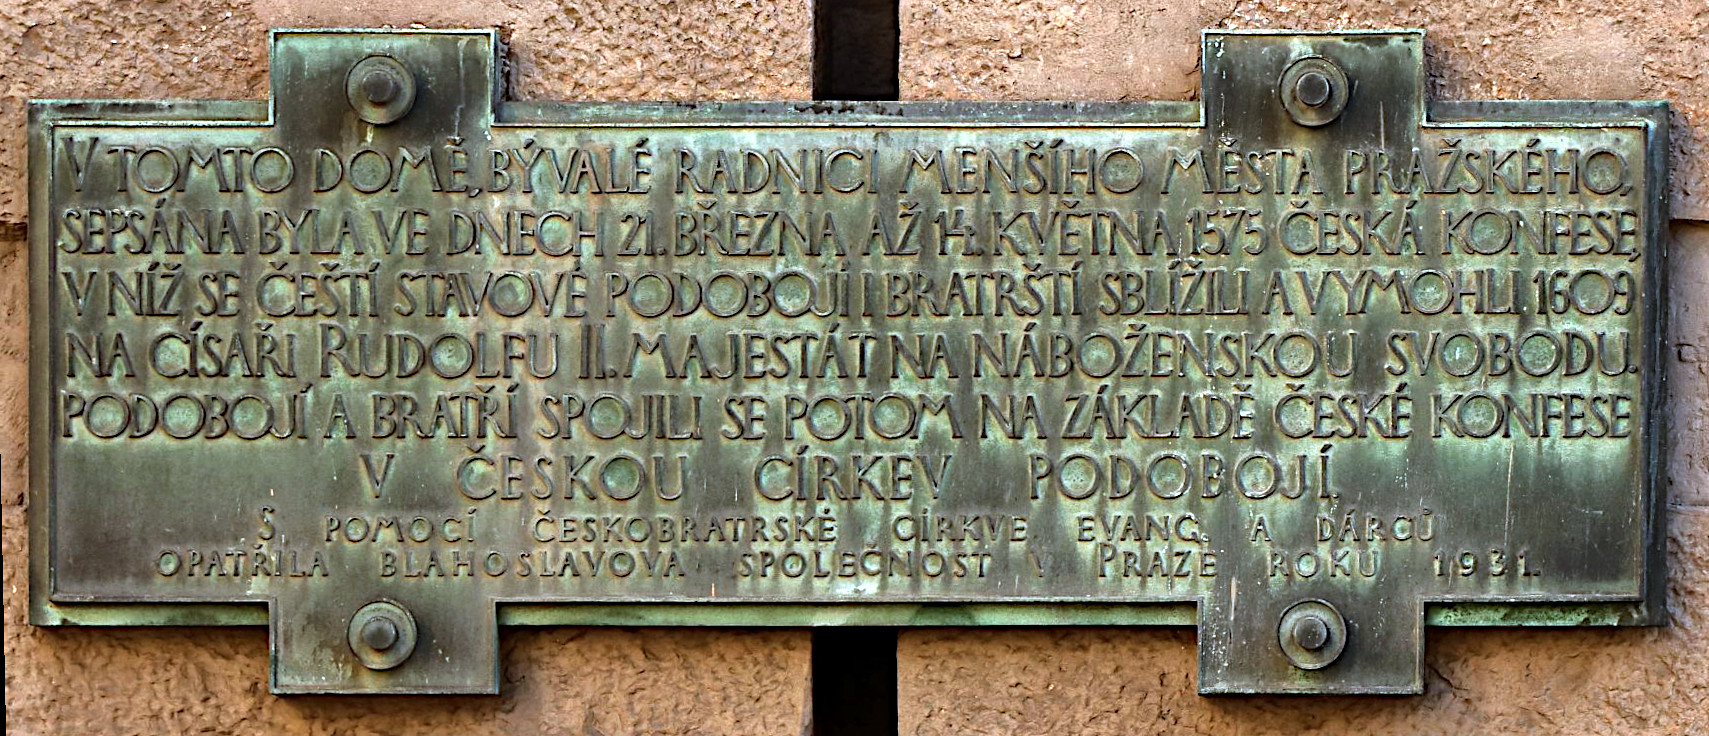 V TOMTO DOMĚ, BÝVALÉ RADNICI MENŠÍHO MĚSTA PRAŽSKÉHO,
SEPSÁNA BYLA VE DNECH 21. BŘEZNA AŽ 14. KVĚTNA 1575 ČESKÁ KONFESE,
V NÍŽ SE ČEŠTÍ STAVOVÉ PODOBOJÍ I BRATRŠTÍ SBLÍŽILI A VYMOHLI 1609
NA CÍSAŘI RUDOLFU II. MAJESTÁT NA NÁBOŽENSKOU SVOBODU.
PODOBOJÍ A BRATŘÍ SPOJILI SE POTOM NA ZÁKLADĚ ČESKÉ KONFESE
V ČESKOU CÍRKEV PODOBOJÍ.
S POMOCÍ ČESKOBRATRSKÉ CÍRKVE EVANG. A DÁRCŮ
OPATŘILA BLAHOSLAVOVA SPOLEČNOST V PRAZE ROKU 1931.